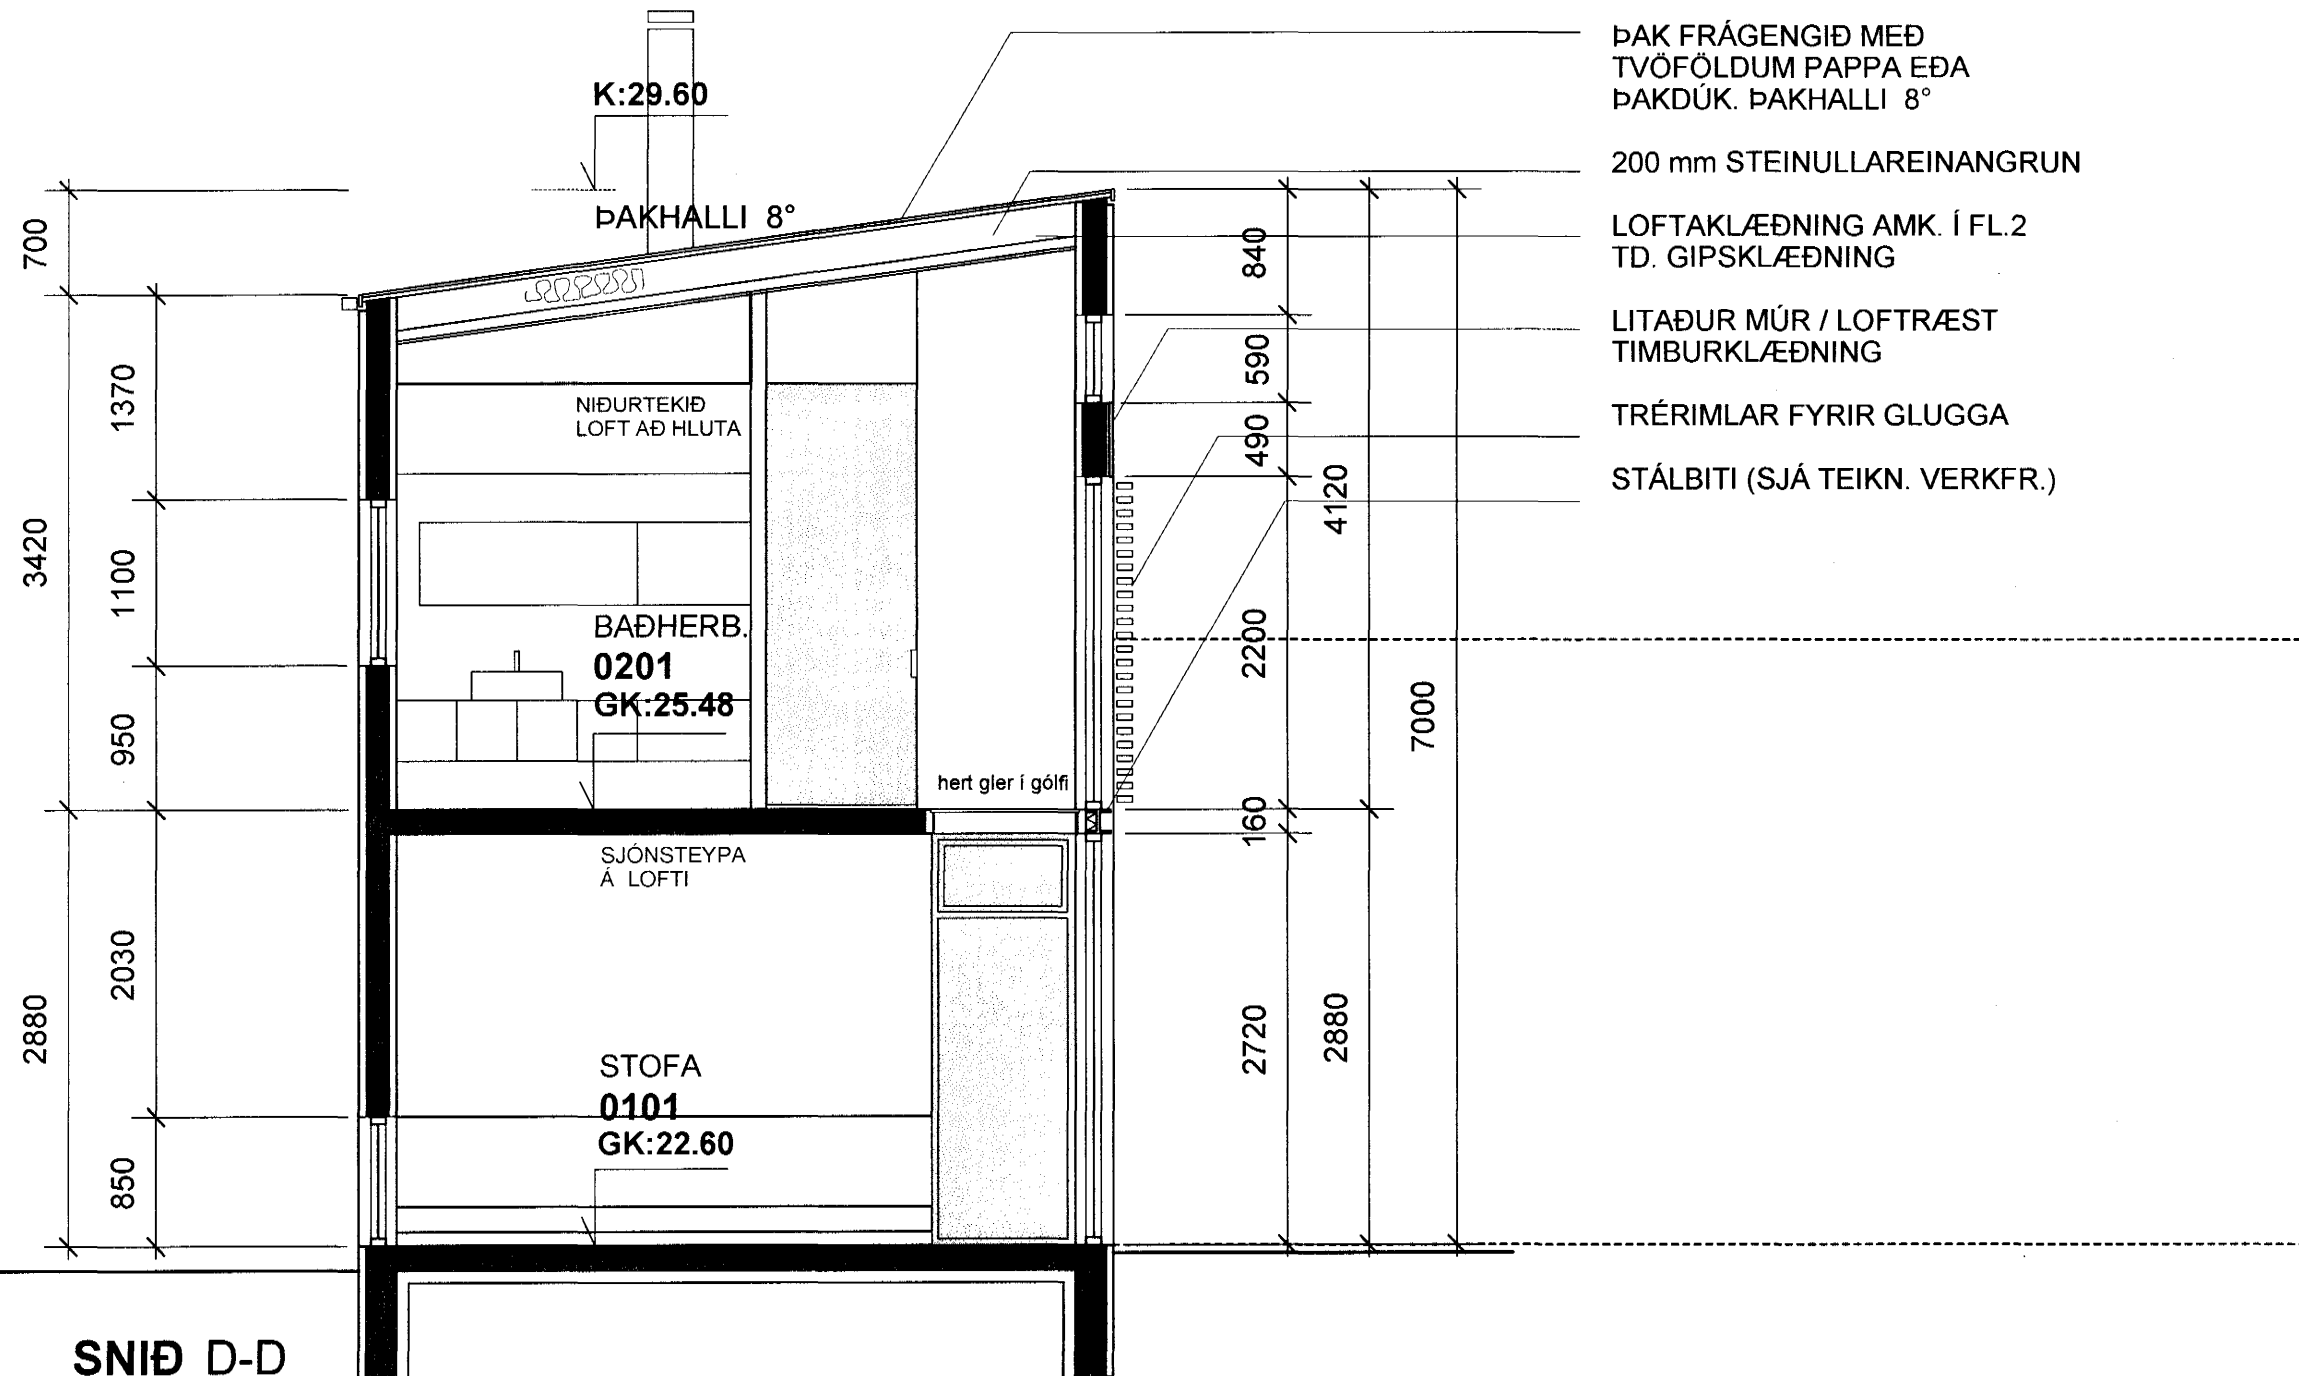 ÞAK FRÁGENGIÐ MEÐ
TVÖFÖLDUM PAPPA EÐA
ÞAKDÚK. ÞAKHALLI 8°
200 mm STEINULLAREINANGRUN
LOFTAKLÆÐNING AMK. Í FL.2
TD. GIPSKLÆÐNING
LITAÐUR MÚR / LOFTRÆST
TIMBURKLÆÐNING
TRÉRIMLAR FYRIR GLUGGA
STÁLBITI (SJÁ TEIKN. VERKFR.)
K:29.60
ÞAKHALLI 8°
NIÐURTEKIÐ
LOFT AÐ HLUTA
BAÐHERB.
0201
GK:25.48
hert gler í gólfi
SJÓNSTEYPA
Á LOFTI
STOFA
0101
GK:22.60
700
3420
2880
1370
1100
950
2030
850
840
590
490
2200
160
2720
4120
2880
7000
SNIÐ D-D